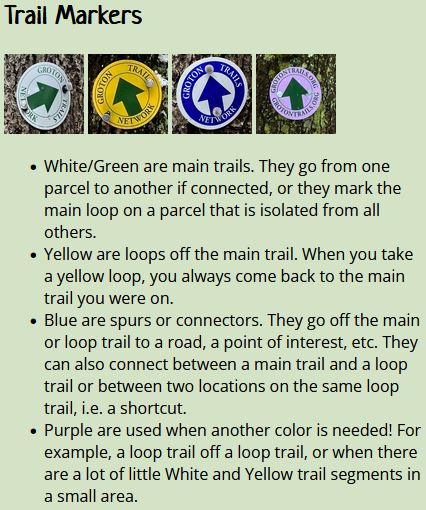 Trail Markers
GROTON TRAILS NETWORK
GROTON TRAILS NETWORK
GROTON TRAILS NETWORK
GROTONTRAILS.ORG GROTONTRAILS.ORG
• White/Green are main trails. They go from one
parcel to another if connected, or they mark the
main loop on a parcel that is isolated from all
others.
• Yellow are loops off the main trail. When you take
a yellow loop, you always come back to the main
trail you were on.
• Blue are spurs or connectors. They go off the main
or loop trail to a road, a point of interest, etc. They
can also connect between a main trail and a loop
trail or between two locations on the same loop
trail, i.e. a shortcut.
• Purple are used when another color is needed! For
example, a loop trail off a loop trail, or when there
are a lot of little White and Yellow trail segments in
a small area.